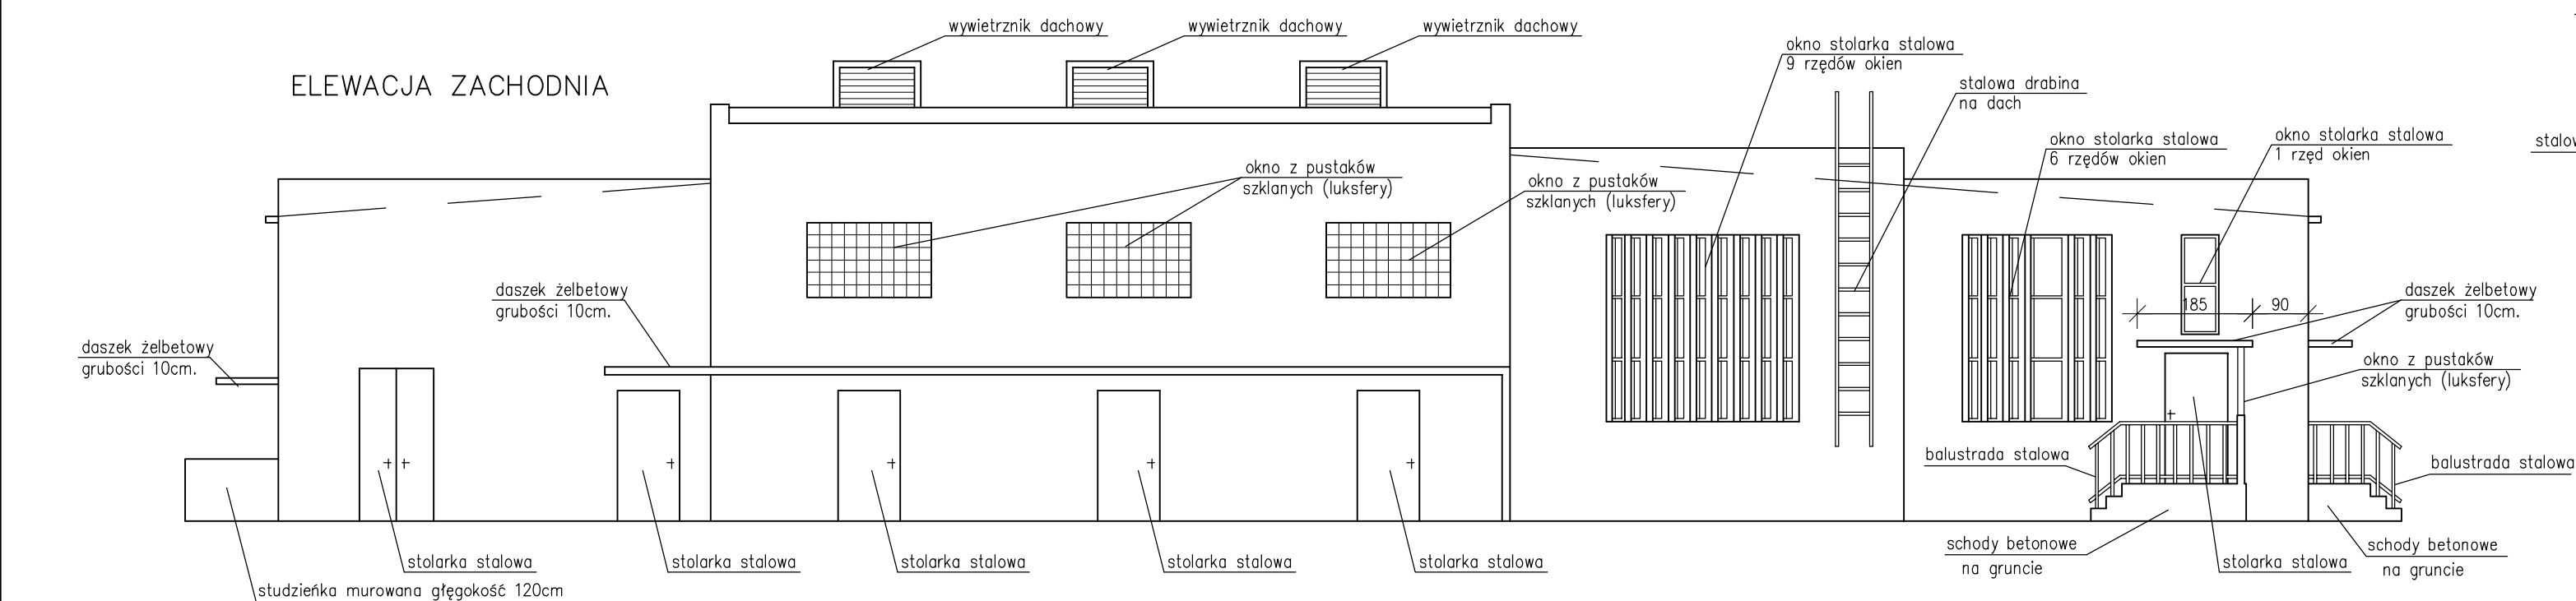 wywietrznik dachowy
wywietrznik dachowy
wywietrznik dachowy
ELEWACJA ZACHODNIA
okno stolarka stalowa
9 rzędów okien
stalowa drabina
na dach
okno stolarka stalowa
6 rzędów okien
okno stolarka stalowa
1 rzęd okien
okno z pustaków
szklanych (luksfery)
okno z pustaków
szklanych (luksfery)
daszek żelbetowy
grubości 10cm.
daszek żelbetowy
grubości 10cm.
185
90
daszek żelbetowy
grubości 10cm.
okno z pustaków
szklanych (luksfery)
balustrada stalowa
balustrada stalowa
schody betonowe
na gruncie
schody betonowe
na gruncie
stolarka stalowa
stolarka stalowa
stolarka stalowa
stolarka stalowa
stolarka stalowa
stolarka stalowa
studzieńka murowana głęgokość 120cm